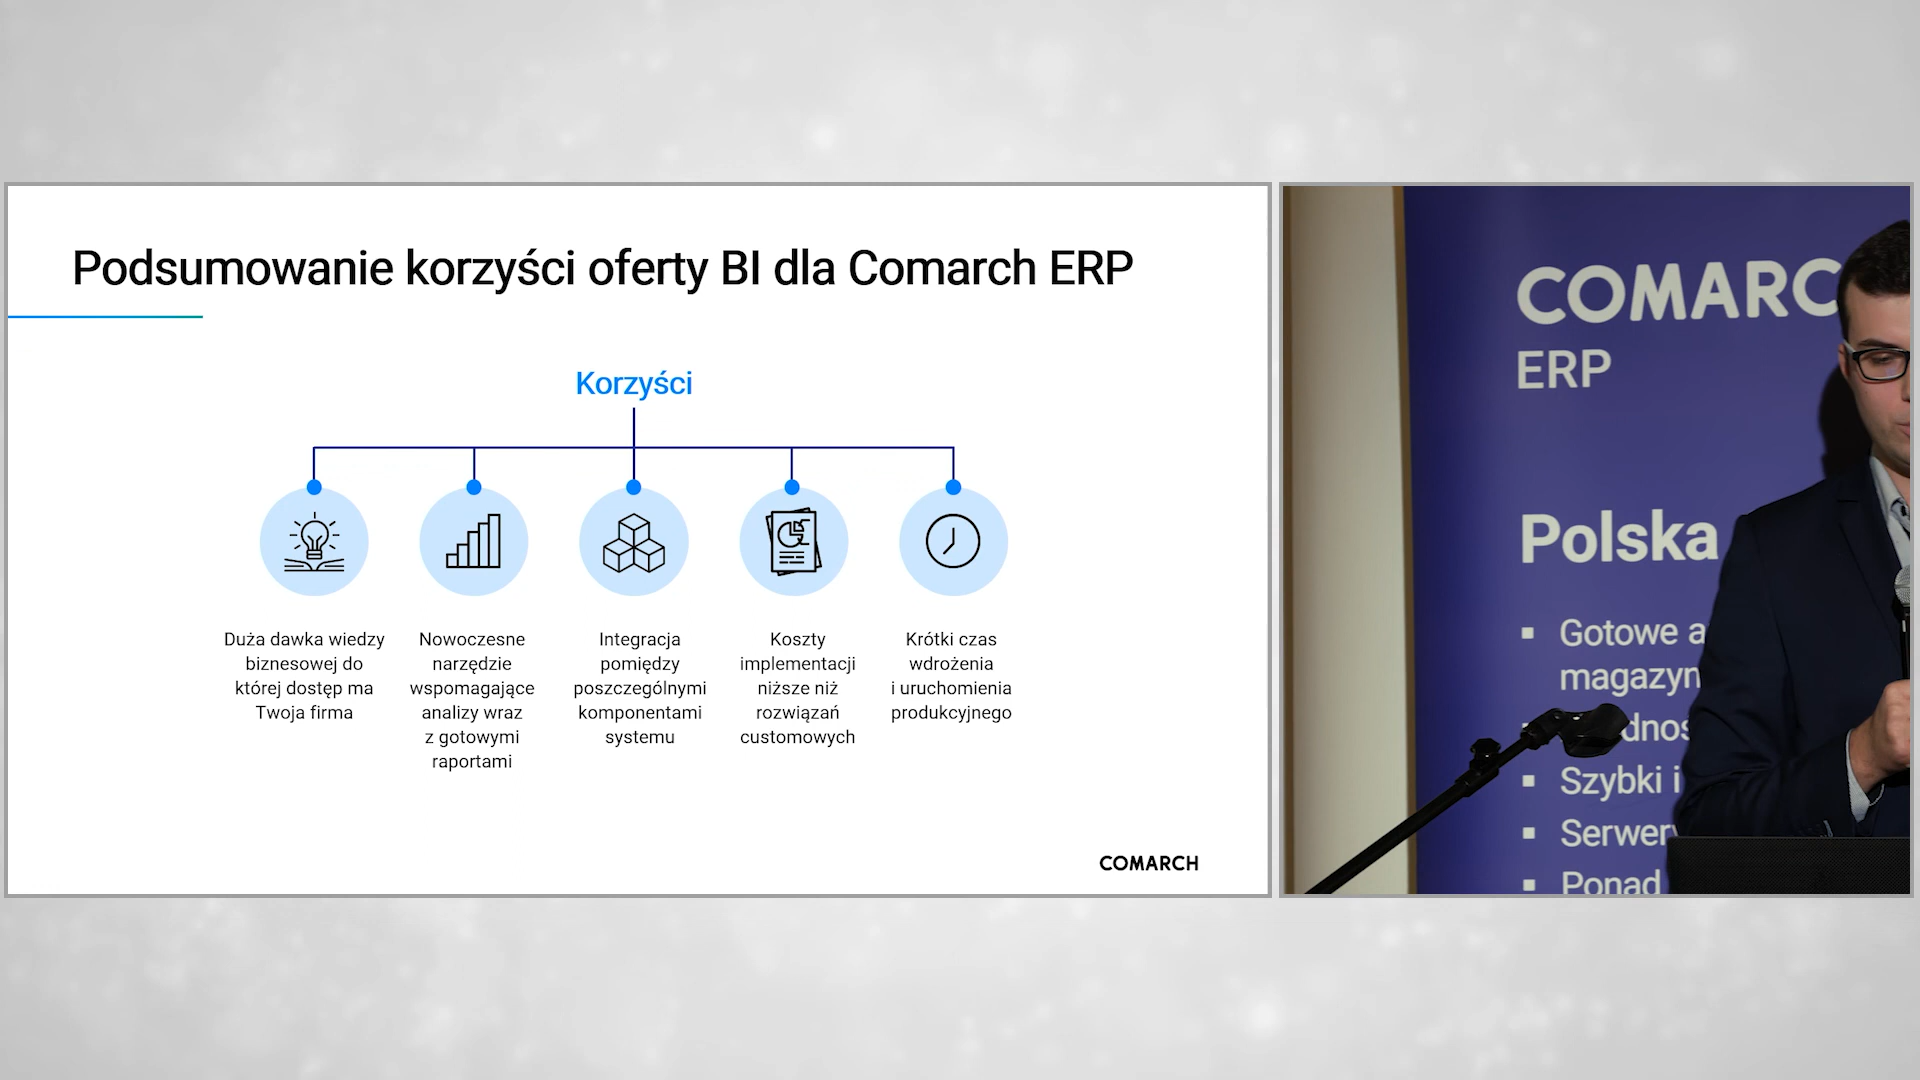 Podsumowanie korzyści oferty BI dla Comarch ERP
Korzyści
Duża dawka wiedzy
biznesowej do
której dostęp ma
Twoja firma
Nowoczesne
narzędzie
wspomagające
analizy wraz
z gotowymi
raportami
Integracja
pomiędzy
poszczególnymi
komponentami
systemu
Koszty
implementacji
niższe niż
rozwiązań
customowych
Krótki czas
wdrożenia
i uruchomienia
produkcyjnego
COMARCH
COMARC
ERP
Polska
Gotowe a
magazyn
Szybki i
Serwer
Ponad